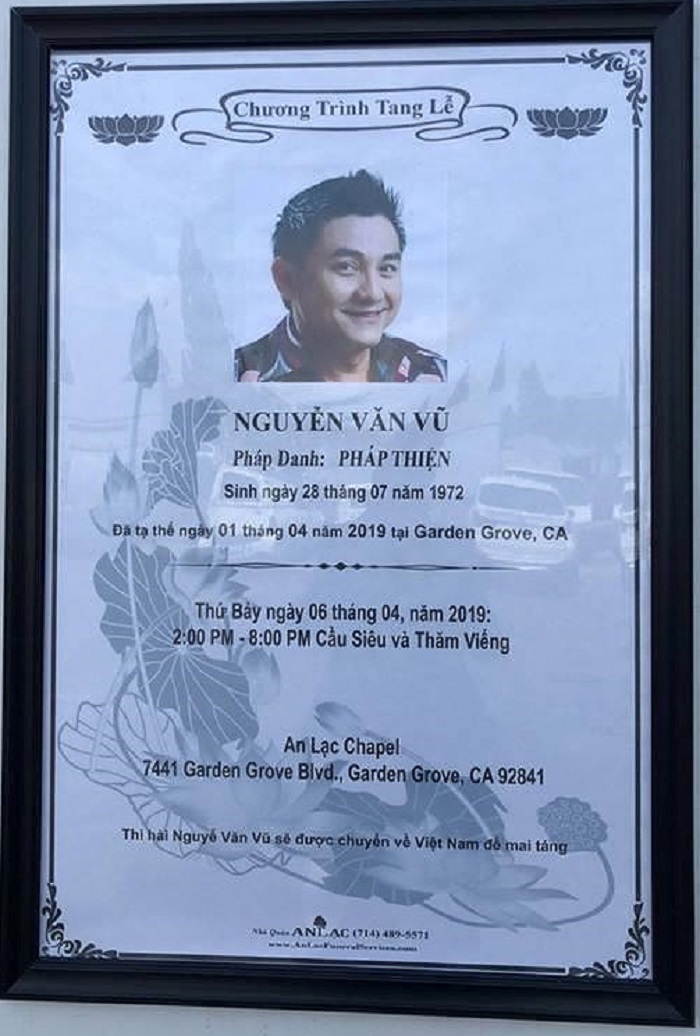 Chương Trình Tang Lễ
NGUYỄN VĂN VŨ
Pháp Danh: PHÁP THIỆN
Sinh ngày 28 tháng 07 năm 1972
Đã tạ thế ngày 01 tháng 04 năm 2019 tại Garden Grove, CA
Thứ Bảy ngày 06 tháng 04, năm 2019:
2:00 PM - 8:00 PM Cầu Siêu và Thăm Viếng
An Lạc Chapel
7441 Garden Grove Blvd., Garden Grove, CA 92841
Thi hài Nguyễ Văn Vũ sẽ được chuyển về Việt Nam để mai táng
Nhà Quàn ANLAC (714) 489-5571
www.AnLacFuneralServices.com